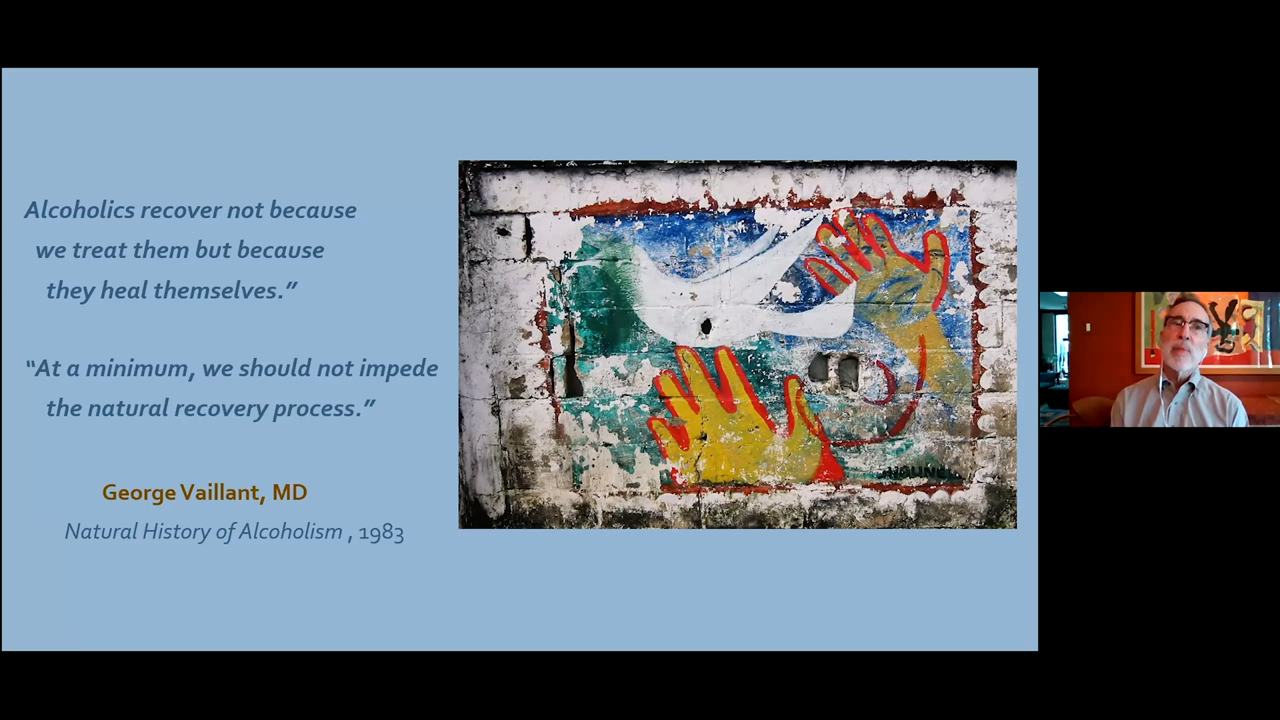 Alcoholics recover not because
we treat them but because
they heal themselves.”
“At a minimum, we should not impede
the natural recovery process.”
George Vaillant, MD
Natural History of Alcoholism , 1983